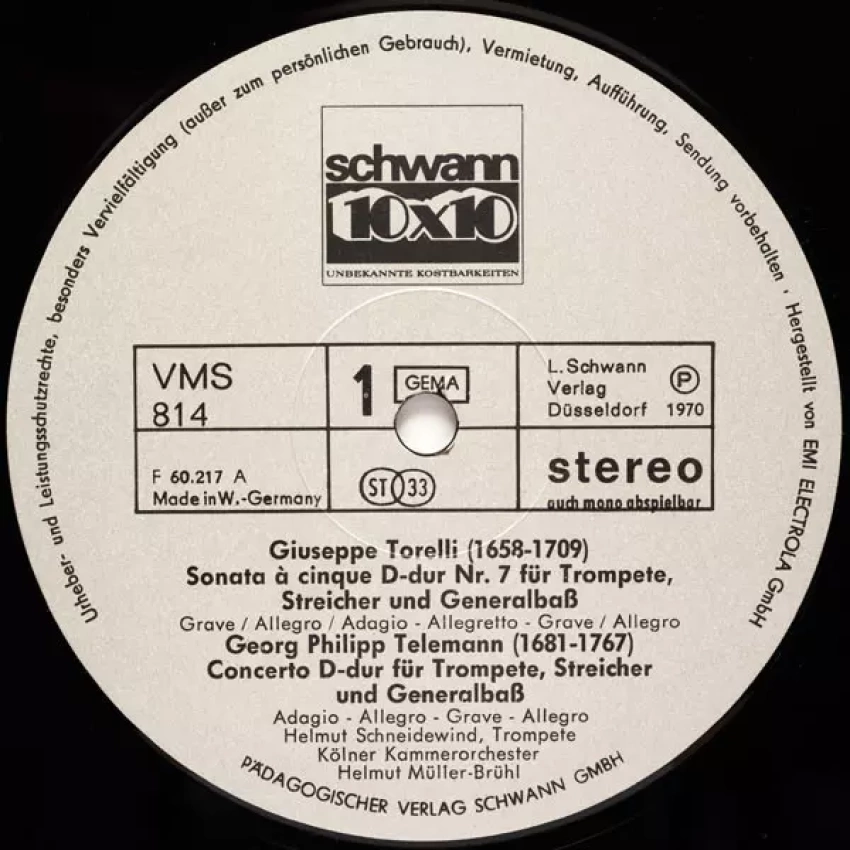 Urheber- und Leistungsschutzrechte, besonders Vervielfältigung (außer zum persönlichen Gebrauch), Vermietung, Aufführung, Sendung vorbehalten · Hergestellt von EMI ELECTROLA GmbH
schwann
10x10
UNBEKANNTE KOSTBARKEITEN
VMS
814
1
GEMA
L. Schwann
Verlag
Düsseldorf
P
1970
F 60.217 A
Made in W.-Germany
ST 33
stereo
auch mono abspielbar
Giuseppe Torelli (1658-1709)
Sonata à cinque D-dur Nr. 7 für Trompete,
Streicher und Generalbaß
Grave / Allegro / Adagio - Allegretto - Grave / Allegro
Georg Philipp Telemann (1681-1767)
Concerto D-dur für Trompete, Streicher
und Generalbaß
Adagio - Allegro - Grave - Allegro
Helmut Schneidewind, Trompete
Kölner Kammerorchester
Helmut Müller-Brühl
PÄDAGOGISCHER VERLAG SCHWANN GMBH